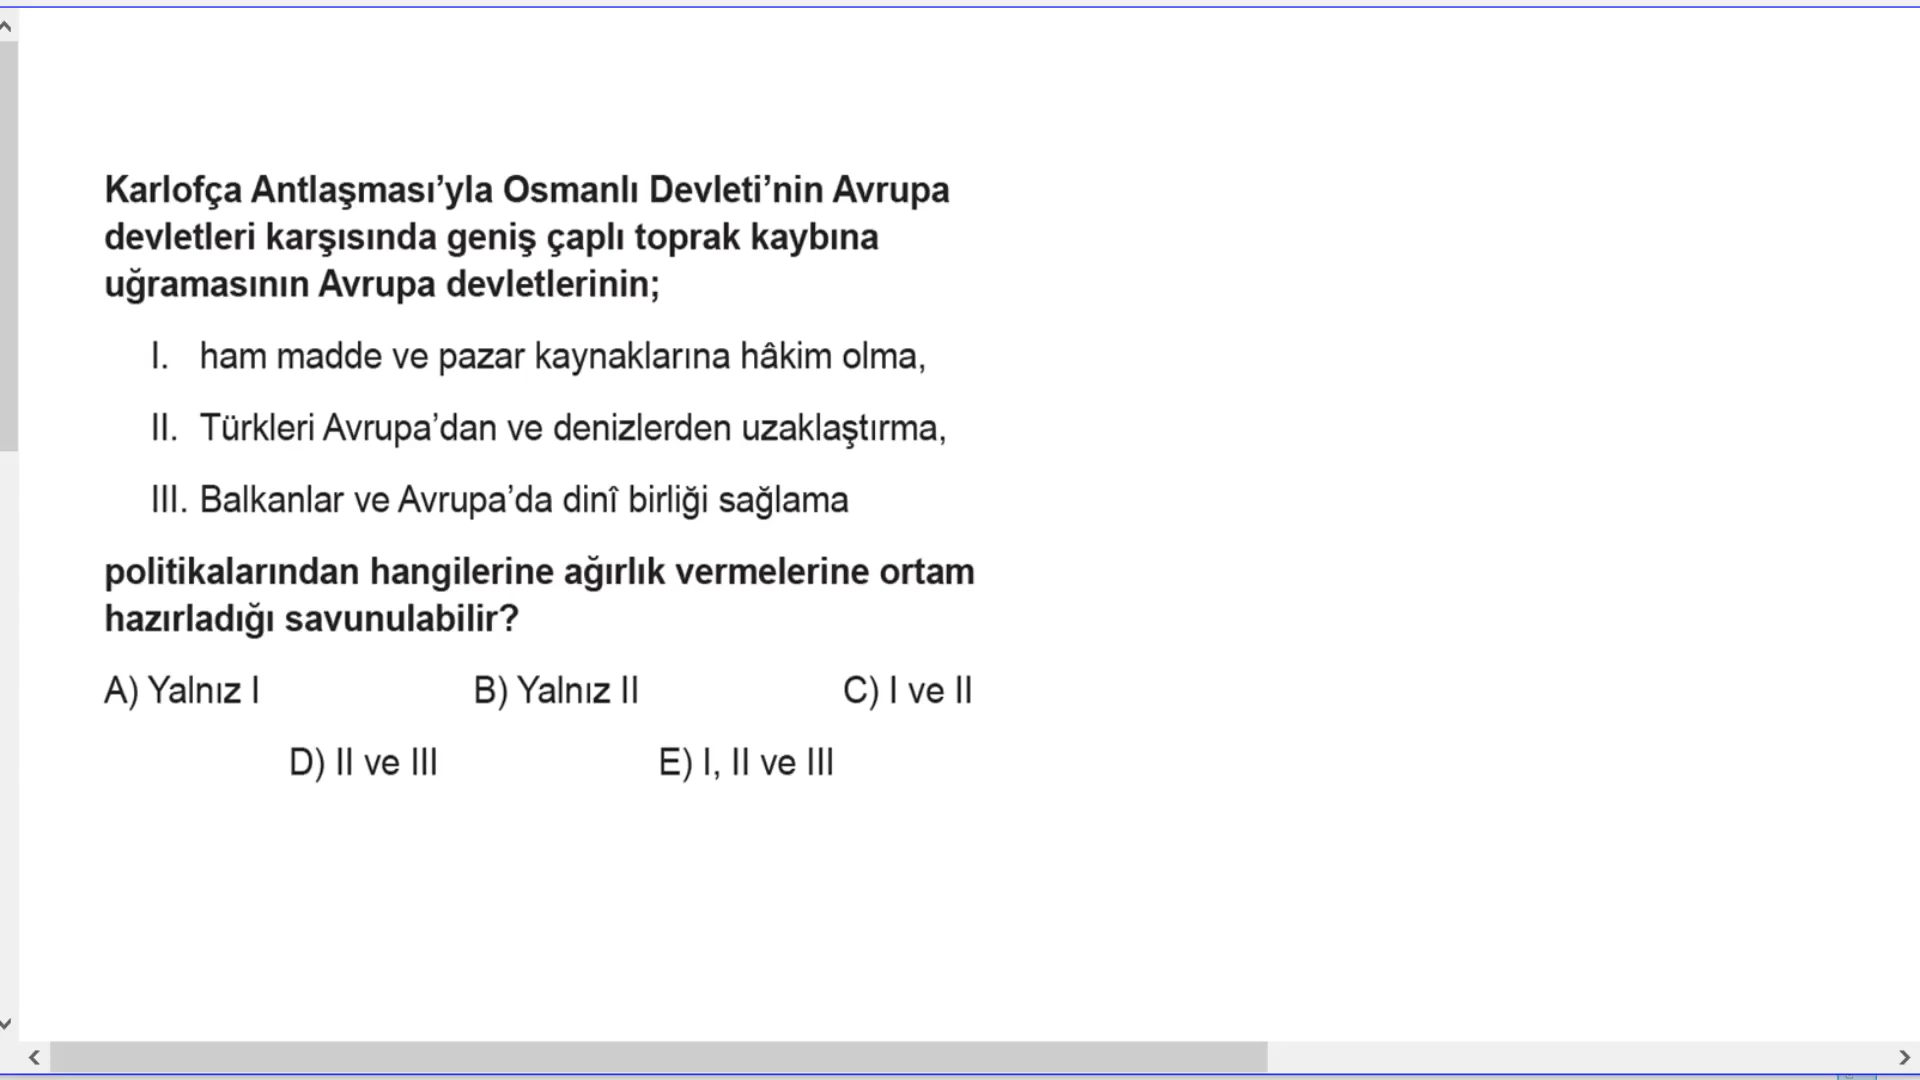 Karlofça Antlaşması’yla Osmanlı Devleti’nin Avrupa
devletleri karşısında geniş çaplı toprak kaybına
uğramasının Avrupa devletlerinin;
I. ham madde ve pazar kaynaklarına hâkim olma,
II. Türkleri Avrupa’dan ve denizlerden uzaklaştırma,
III. Balkanlar ve Avrupa’da dinî birliği sağlama
politikalarından hangilerine ağırlık vermelerine ortam
hazırladığı savunulabilir?
A) Yalnız I B) Yalnız II C) I ve II
D) II ve III E) I, II ve III